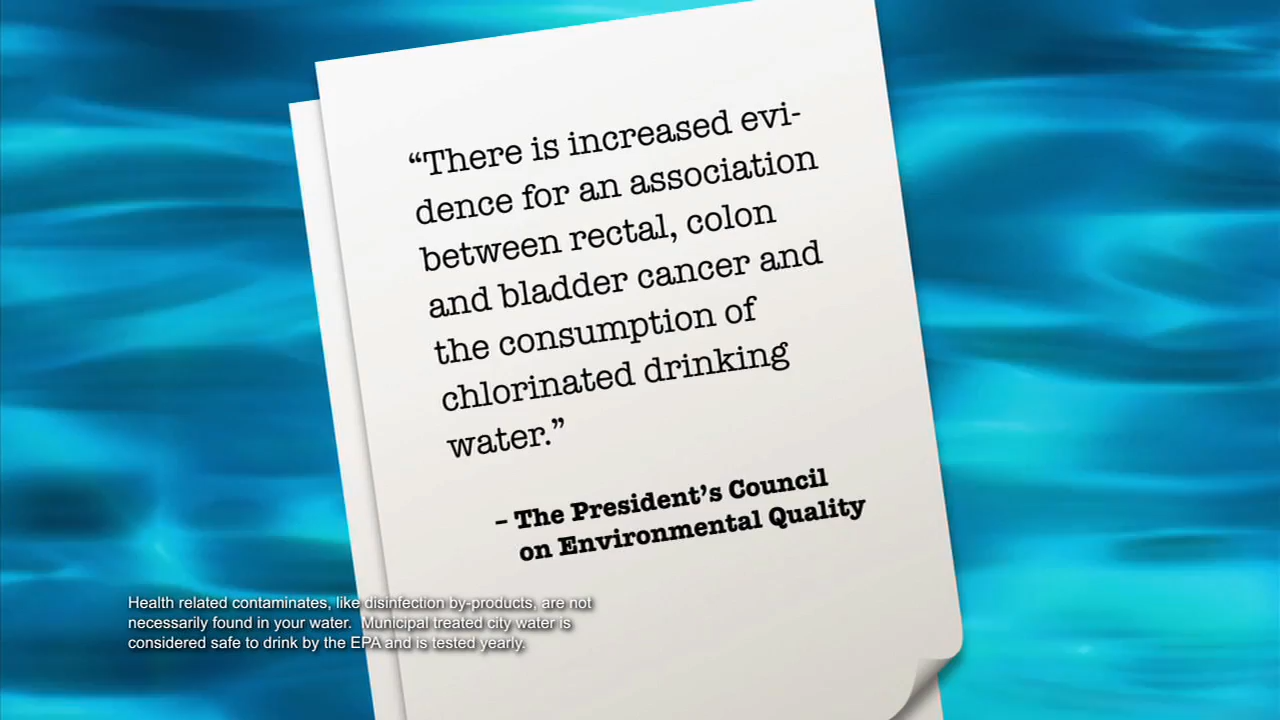 “There is increased evi-
dence for an association
between rectal, colon
and bladder cancer and
the consumption of
chlorinated drinking
water.”
– The President’s Council
on Environmental Quality
Health related contaminates, like disinfection by-products, are not
necessarily found in your water.  Municipal treated city water is
considered safe to drink by the EPA and is tested yearly.